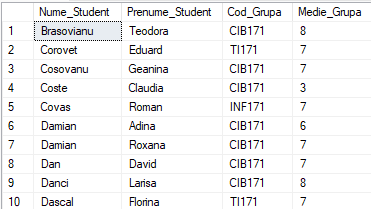 Nume_Student Prenume_Student Cod_Grupa Medie_Grupa
1 Brasovianu Teodora CIB171 8
2 Corovet Eduard TI171 7
3 Cosovanu Geanina CIB171 7
4 Coste Claudia CIB171 3
5 Covas Roman INF171 7
6 Damian Adina CIB171 6
7 Damian Roxana CIB171 7
8 Dan David CIB171 7
9 Danci Larisa CIB171 8
10 Dascal Florina TI171 7